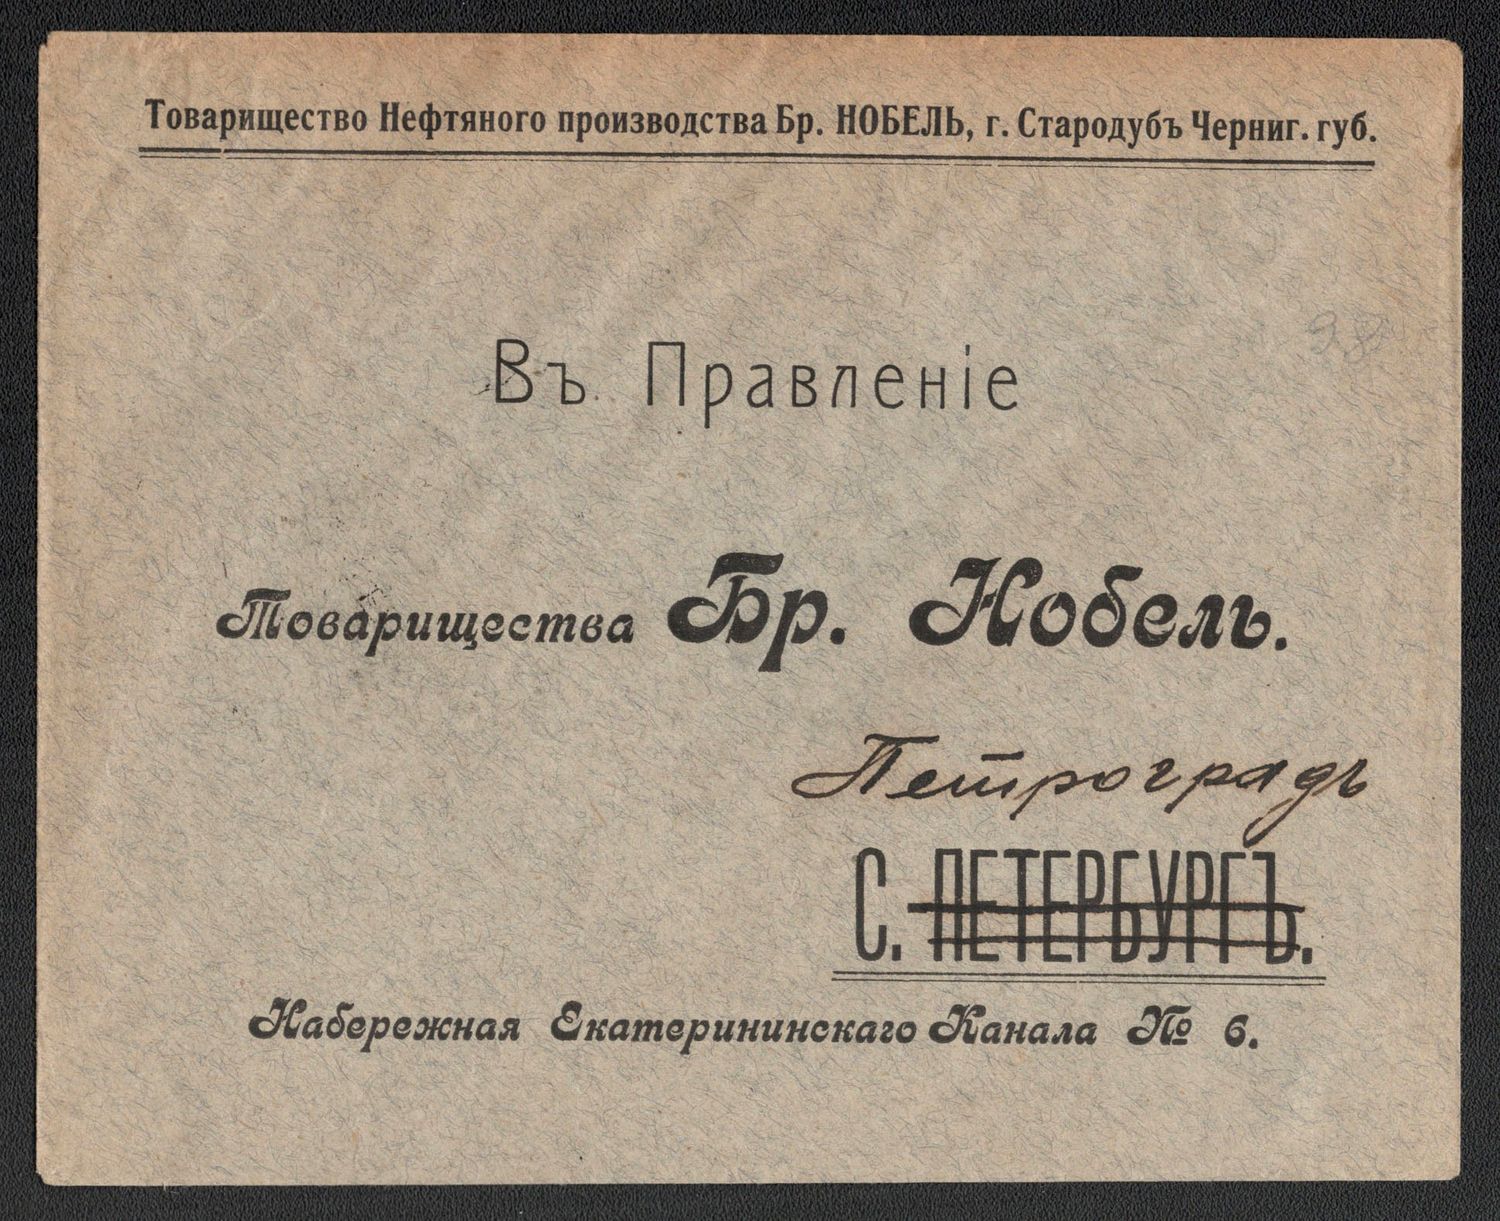 Товарищество Нефтяного производства Бр. НОБЕЛЬ, г. Стародубъ Черниг. губ.
98
Въ Правленіе
Товарищества Бр. Нобель.
Петроградъ
С. ПЕТЕРБУРГЪ.
Набережная Екатерининскаго Канала № 6.